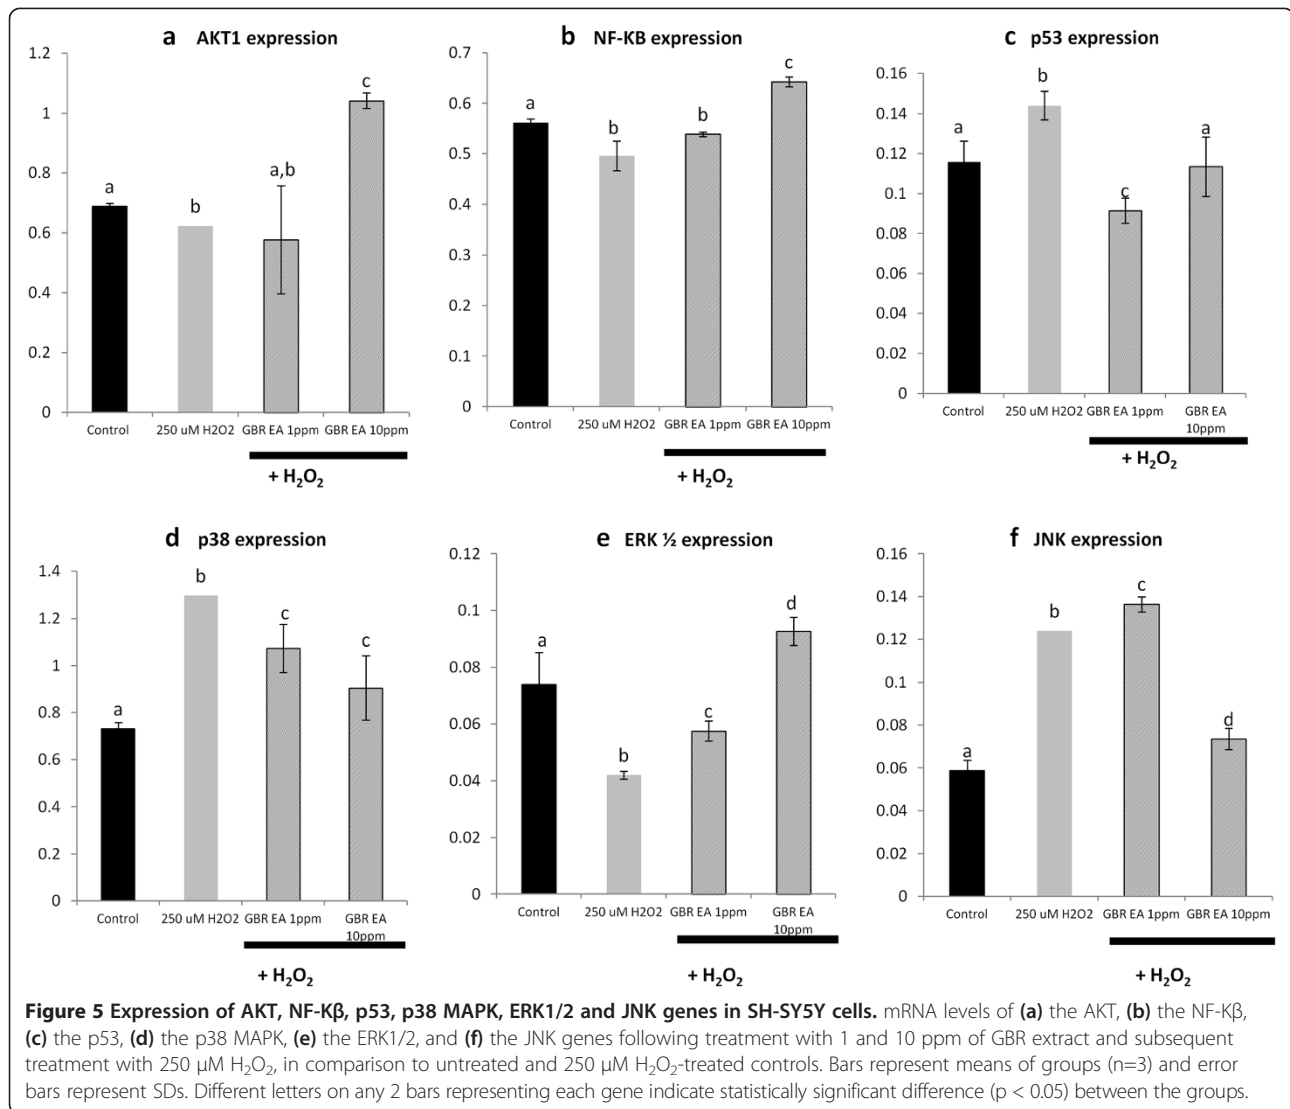 a AKT1 expression
1.2
1
0.8
0.6
0.4
0.2
0
a
b
a,b
c
Control
250 uM H2O2
GBR EA 1ppm
GBR EA 10ppm
+ H₂O₂
b NF-KB expression
0.7
0.6
0.5
0.4
0.3
0.2
0.1
0
a
b
b
c
Control
250 uM H2O2
GBR EA 1ppm
GBR EA 10ppm
+ H₂O₂
c p53 expression
0.16
0.14
0.12
0.1
0.08
0.06
0.04
0.02
0
a
b
c
a
Control
250 uM H2O2
GBR EA 1ppm
GBR EA
10ppm
+ H₂O₂
d p38 expression
1.4
1.2
1
0.8
0.6
0.4
0.2
0
a
b
c
c
Control
250 uM H2O2
GBR EA 1ppm
GBR EA
10ppm
+ H₂O₂
e ERK ½ expression
0.12
0.1
0.08
0.06
0.04
0.02
0
a
b
c
d
Control
250 uM H2O2
GBR EA 1ppm
GBR EA
10ppm
+ H₂O₂
f JNK expression
0.16
0.14
0.12
0.1
0.08
0.06
0.04
0.02
0
a
b
c
d
Control
250 uM H2O2
GBR EA 1ppm
GBR EA 10ppm
+ H₂O₂
Figure 5 Expression of AKT, NF-Kβ, p53, p38 MAPK, ERK1/2 and JNK genes in SH-SY5Y cells. mRNA levels of (a) the AKT, (b) the NF-Kβ,
(c) the p53, (d) the p38 MAPK, (e) the ERK1/2, and (f) the JNK genes following treatment with 1 and 10 ppm of GBR extract and subsequent
treatment with 250 μM H₂O₂, in comparison to untreated and 250 μM H₂O₂-treated controls. Bars represent means of groups (n=3) and error
bars represent SDs. Different letters on any 2 bars representing each gene indicate statistically significant difference (p < 0.05) between the groups.